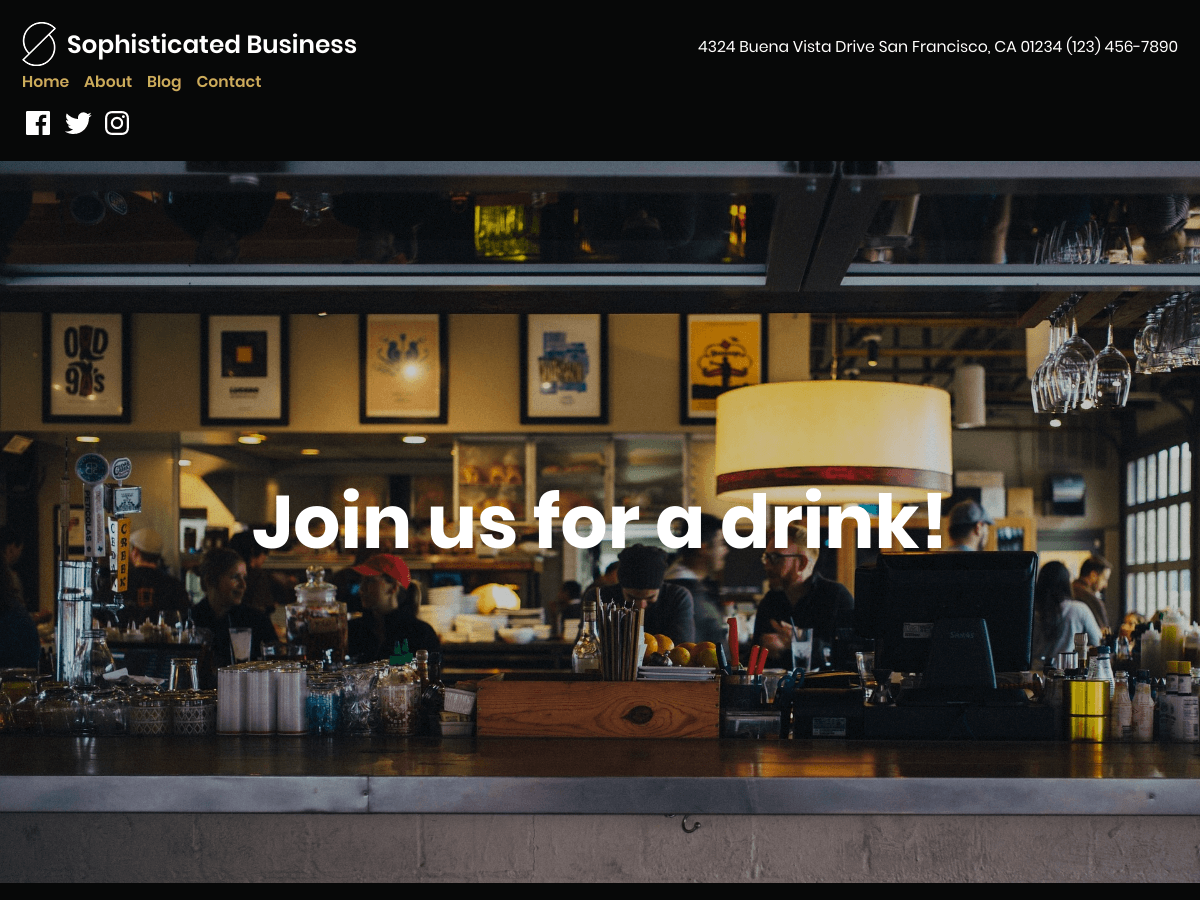 Sophisticated Business
4324 Buena Vista Drive San Francisco, CA 01234 (123) 456-7890
Home About Blog Contact
OLD
90's
Join us for a drink!